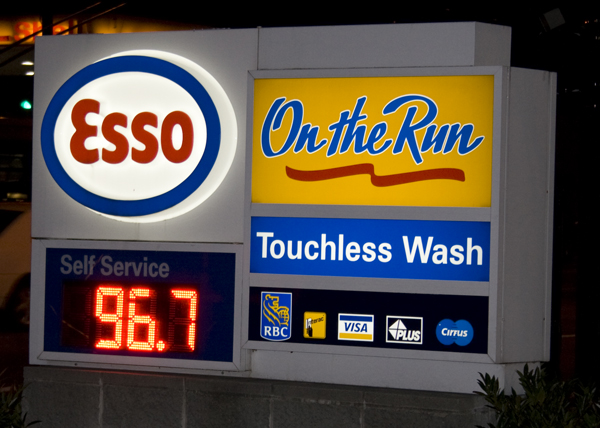 Esso
On the Run
Touchless Wash
Self Service
96.7
RBC
VISA
PLUS
Cirrus